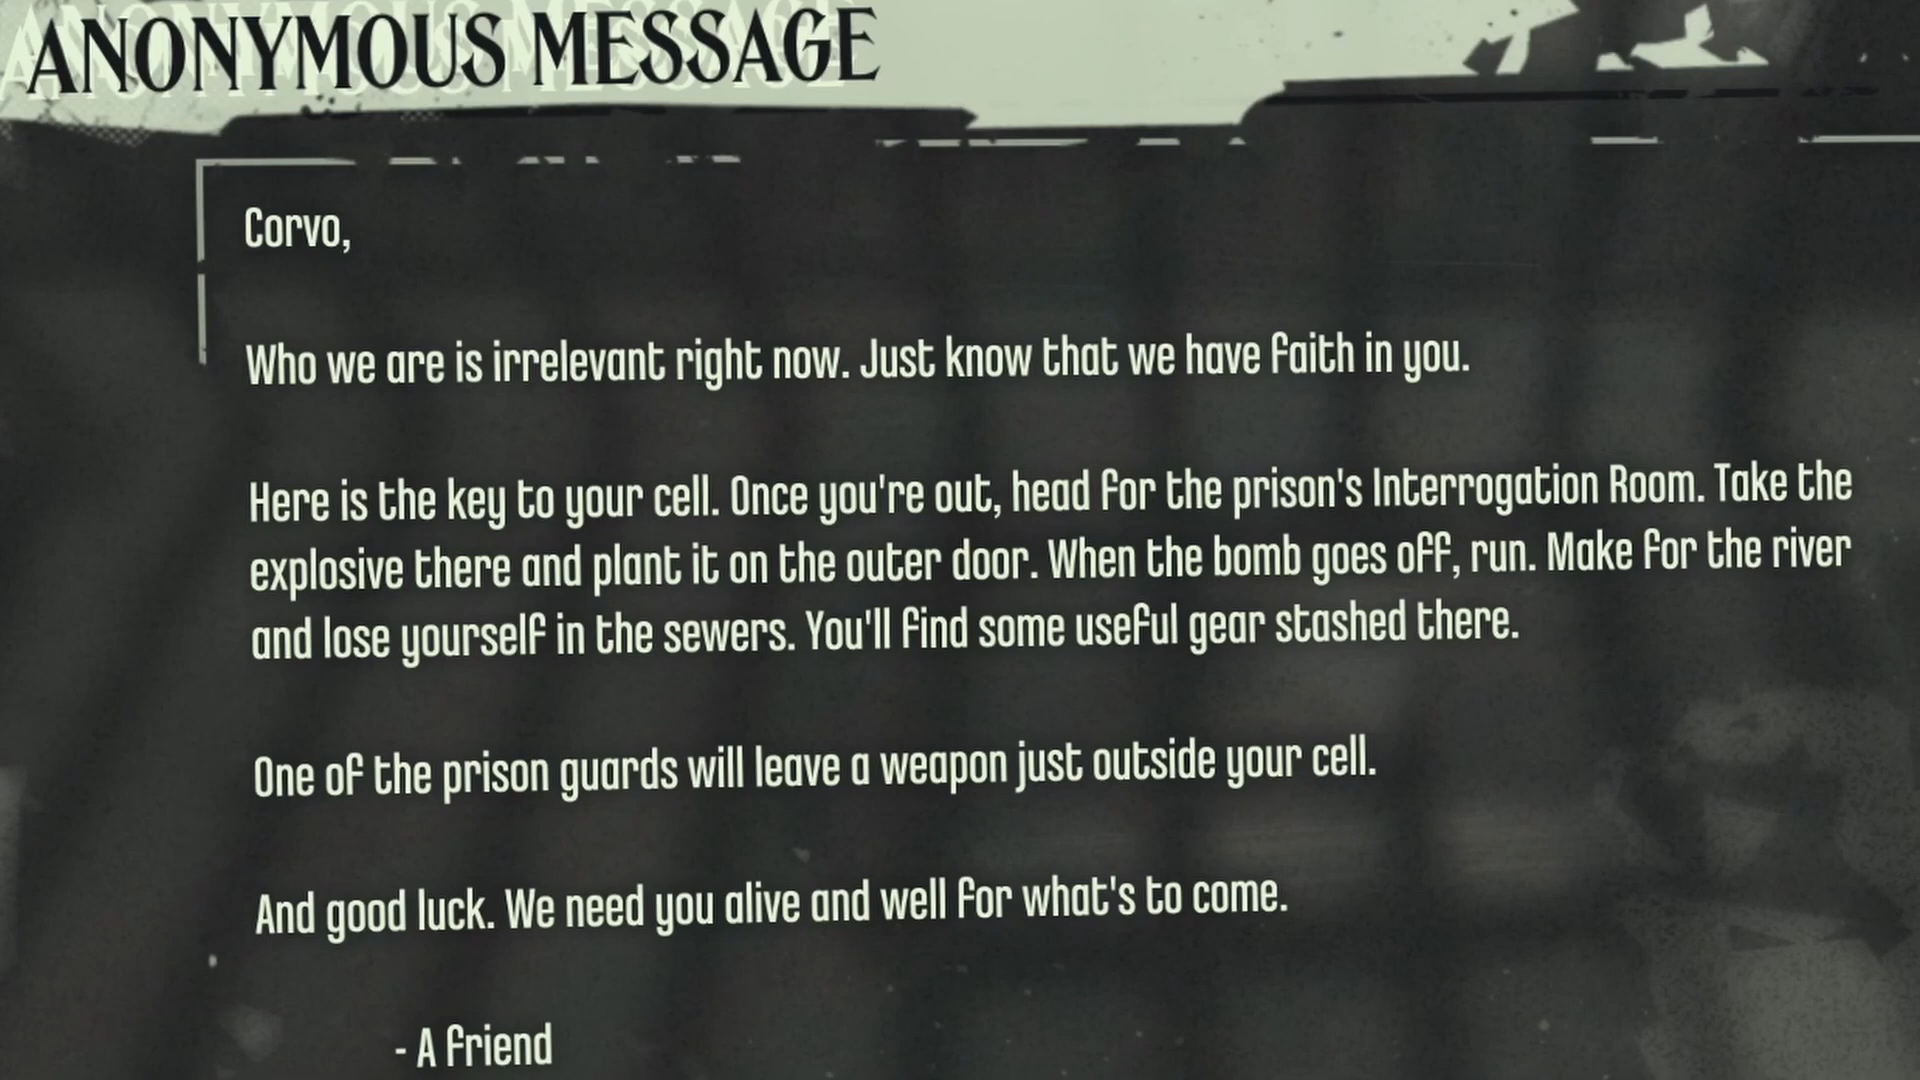 ANONYMOUS MESSAGE
Corvo,
Who we are is irrelevant right now. Just know that we have faith in you.
Here is the key to your cell. Once you're out, head for the prison's Interrogation Room. Take the
explosive there and plant it on the outer door. When the bomb goes off, run. Make for the river
and lose yourself in the sewers. You'll find some useful gear stashed there.
One of the prison guards will leave a weapon just outside your cell.
And good luck. We need you alive and well for what's to come.
- A friend